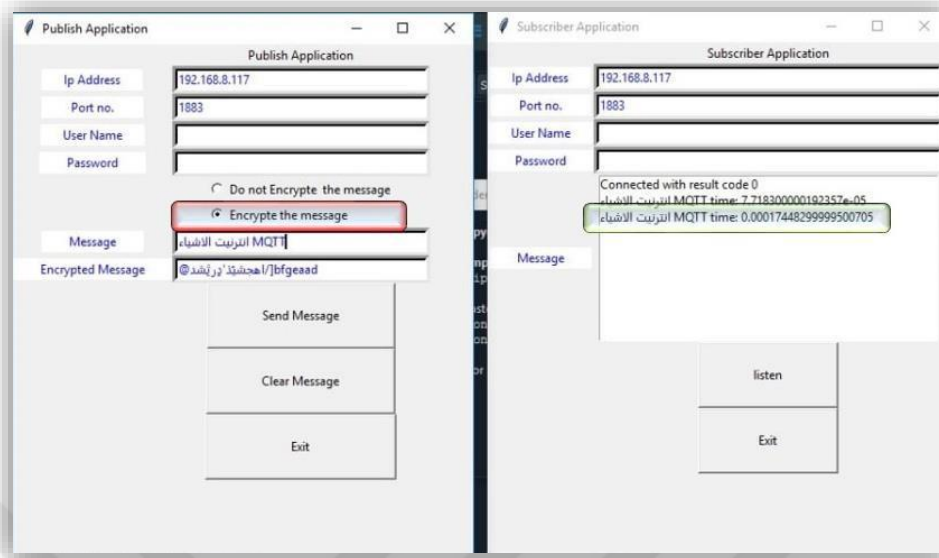 Publish Application
Publish Application
Ip Address 192.168.8.117
Port no. 1883
User Name
Password
Do not Encrypte the message
Encrypte the message
Message انترنيت الاشياء MQTT
Encrypted Message
Send Message
Clear Message
Exit
Subscriber Application
Subscriber Application
Ip Address 192.168.8.117
Port no. 1883
User Name
Password
Connected with result code 0
انترنيت الاشياء MQTT time: 7.718300000192357e-05
انترنيت الاشياء MQTT time: 0.00017448299999500705
Message
listen
Exit